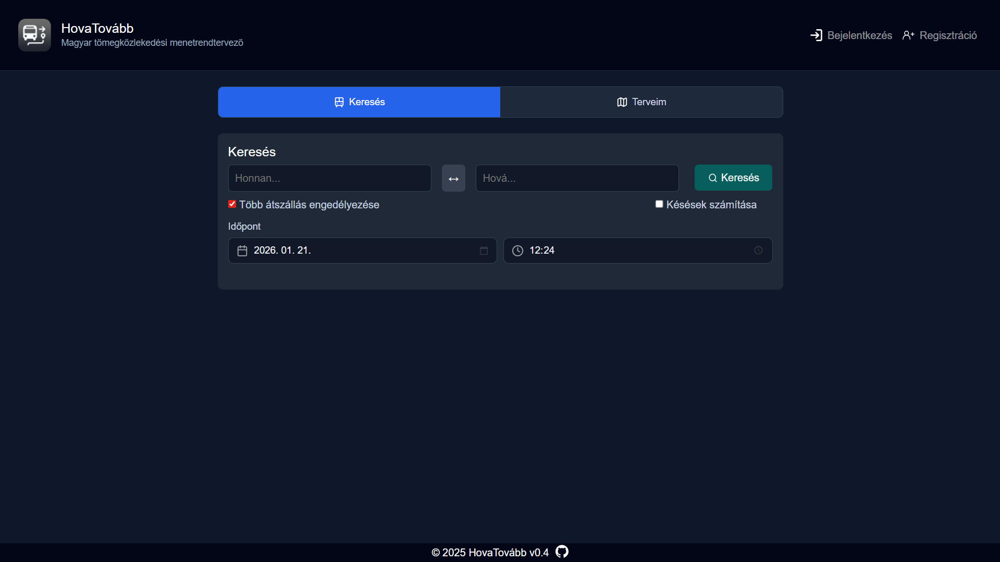 HovaTovább
Magyar tömegközlekedési menetrendtervező
Bejelentkezés
Regisztráció
Keresés
Terveim
Keresés
Honnan...
Hová...
Keresés
Több átszállás engedélyezése
Késések számítása
Időpont
2026. 01. 21.
12:24
© 2025 HovaTovább v0.4